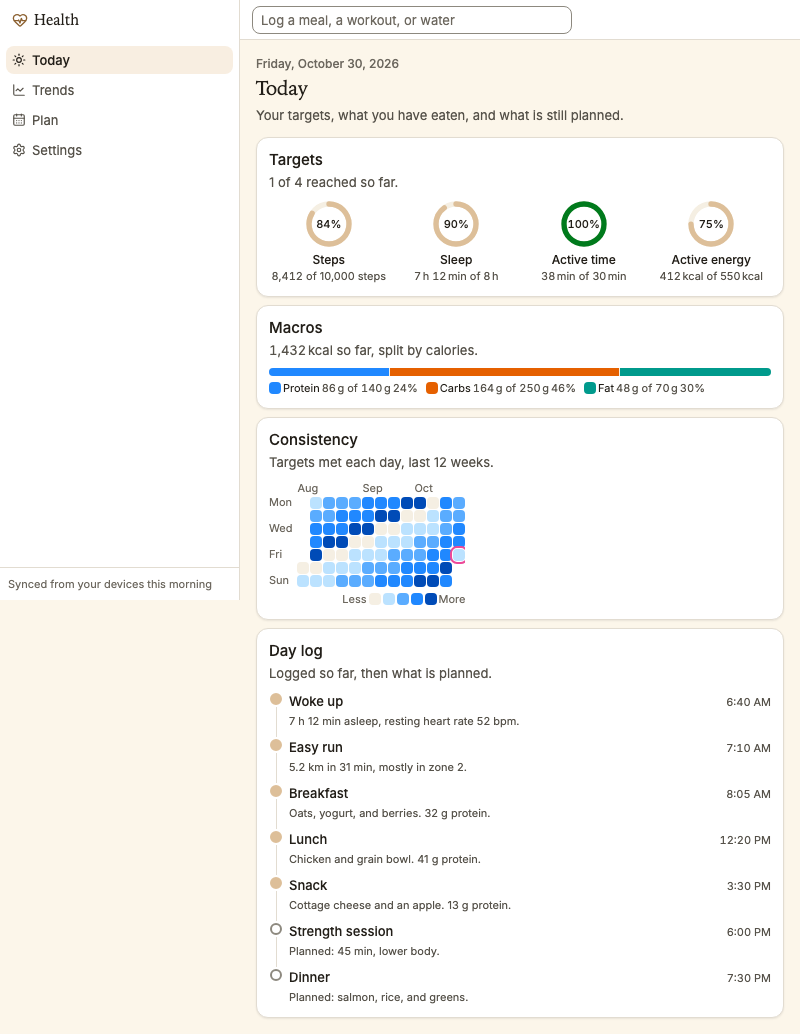 Health
Log a meal, a workout, or water
Today
Trends
Plan
Settings
Synced from your devices this morning
Friday, October 30, 2026
Today
Your targets, what you have eaten, and what is still planned.
Targets
1 of 4 reached so far.
84% 90% 100% 75%
Steps Sleep Active time Active energy
8,412 of 10,000 steps 7 h 12 min of 8 h 38 min of 30 min 412 kcal of 550 kcal
Macros
1,432 kcal so far, split by calories.
Protein 86 g of 140 g 24% Carbs 164 g of 250 g 46% Fat 48 g of 70 g 30%
Consistency
Targets met each day, last 12 weeks.
Aug Sep Oct
Mon
Wed
Fri
Sun
Less More
Day log
Logged so far, then what is planned.
Woke up 6:40 AM
7 h 12 min asleep, resting heart rate 52 bpm.
Easy run 7:10 AM
5.2 km in 31 min, mostly in zone 2.
Breakfast 8:05 AM
Oats, yogurt, and berries. 32 g protein.
Lunch 12:20 PM
Chicken and grain bowl. 41 g protein.
Snack 3:30 PM
Cottage cheese and an apple. 13 g protein.
Strength session 6:00 PM
Planned: 45 min, lower body.
Dinner 7:30 PM
Planned: salmon, rice, and greens.